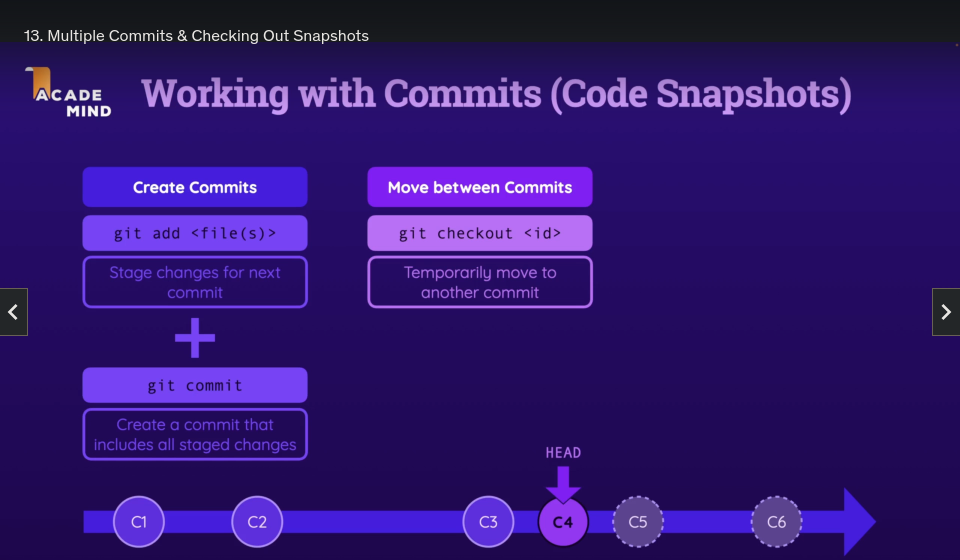 13. Multiple Commits & Checking Out Snapshots
ACADE
MIND
Working with Commits (Code Snapshots)
Create Commits
git add <file(s)>
Stage changes for next
commit
git commit
Create a commit that
includes all staged changes
Move between Commits
git checkout <id>
Temporarily move to
another commit
HEAD
C1 C2 C3 C4 C5 C6